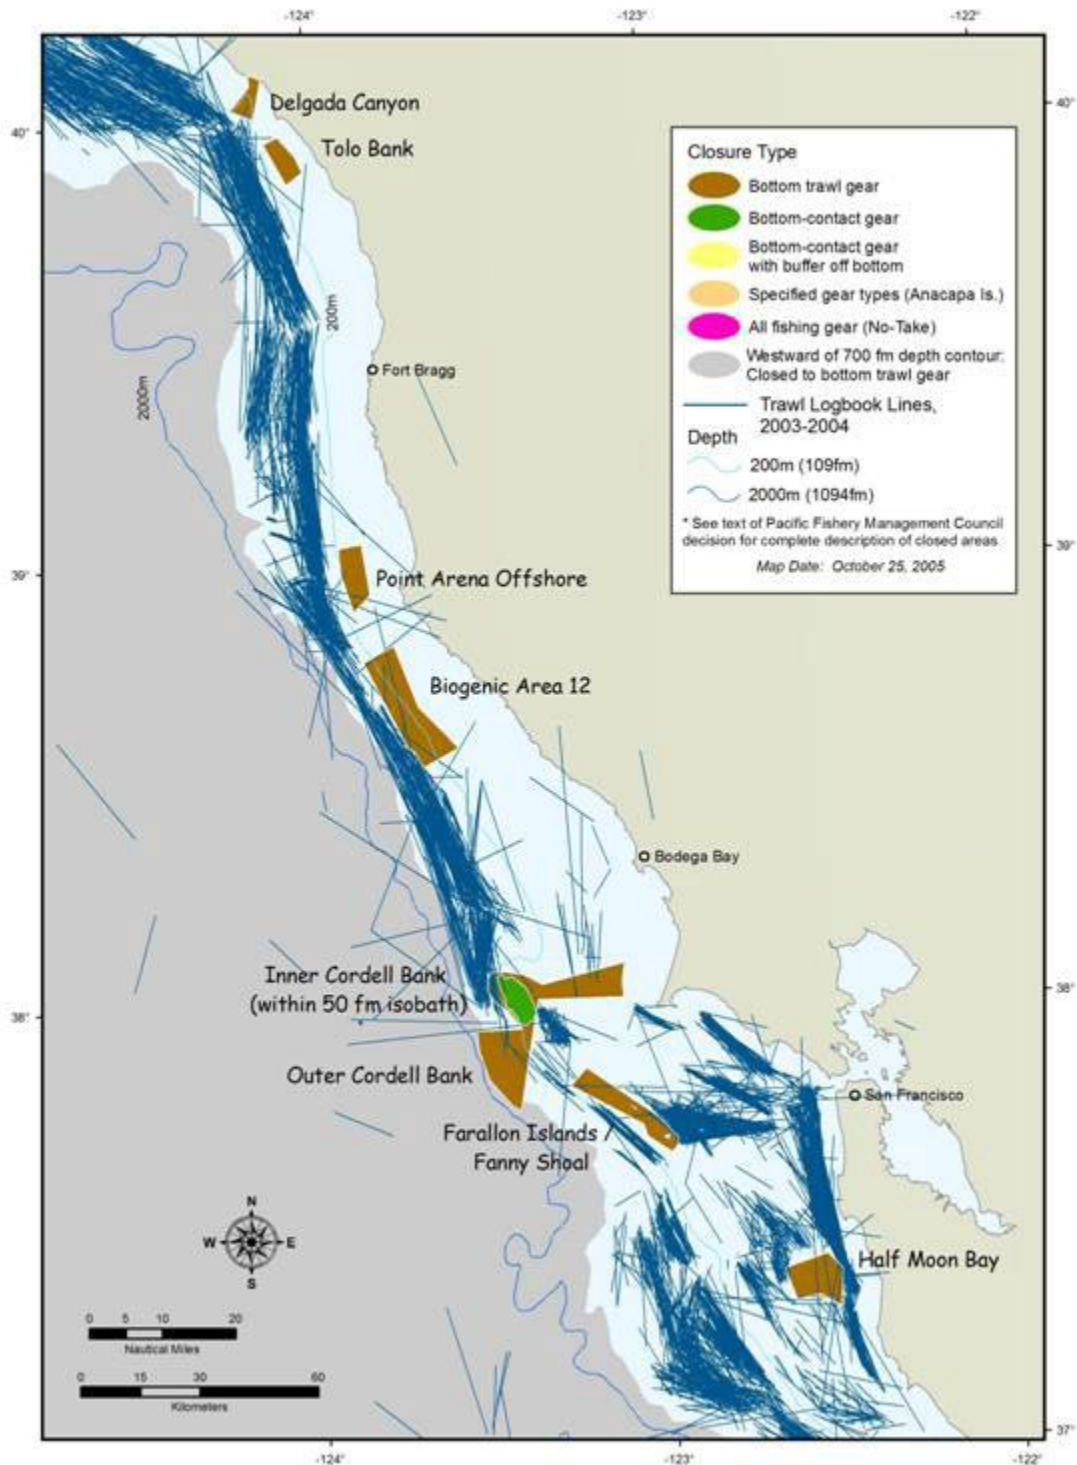 -124°
-123°
-122°
40°
40°
Delgada Canyon
Tolo Bank
Closure Type
Bottom trawl gear
Bottom-contact gear
Bottom-contact gear
with buffer off bottom
Specified gear types (Anacapa Is.)
All fishing gear (No-Take)
Westward of 700 fm depth contour:
Closed to bottom trawl gear
Trawl Logbook Lines,
2003-2004
Depth
200m (109fm)
2000m (1094fm)
* See text of Pacific Fishery Management Council
decision for complete description of closed areas
Map Date: October 25, 2005
200m
2000m
Fort Bragg
39°
39°
Point Arena Offshore
Biogenic Area 12
Bodega Bay
Inner Cordell Bank
(within 50 fm isobath)
38°
38°
Outer Cordell Bank
San Francisco
Farallon Islands /
Fanny Shoal
Half Moon Bay
N
W
E
S
0 5 10 20
Nautical Miles
0 15 30 60
Kilometers
37°
-124°
-123°
-122°